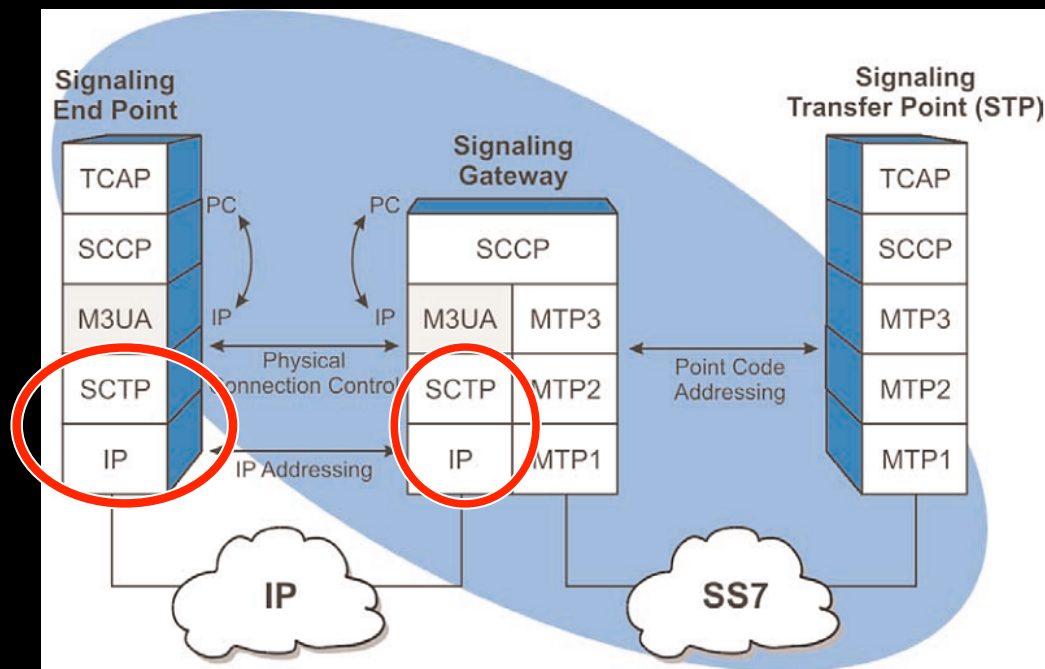 Signaling
End Point
TCAP
SCCP
M3UA
SCTP
IP
PC
IP
PC
IP
Physical
Connection Control
IP Addressing
Signaling
Gateway
SCCP
M3UA
MTP3
SCTP
MTP2
IP
MTP1
Point Code
Addressing
Signaling
Transfer Point (STP)
TCAP
SCCP
MTP3
MTP2
MTP1
IP
SS7